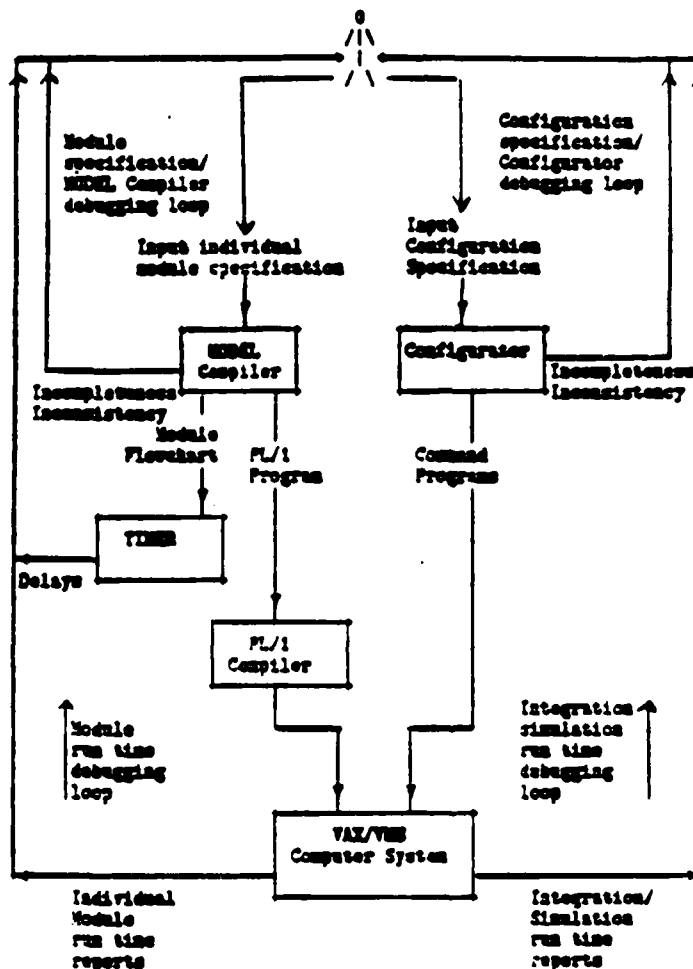 Module
specification/
MODEL Compiler
debugging loop
Configuration
specification/
Configurator
debugging loop
Input individual
module specification
Input
Configuration
Specification
MODEL
Compiler
Configurator
Incompleteness
Inconsistency
Incompleteness
Inconsistency
Module
Flowchart
PL/1
Program
Command
Programs
TIMER
Delays
PL/1
Compiler
Module
run time
debugging
loop
Integration
simulation
run time
debugging
loop
VAX/VMS
Computer System
Individual
Module
run time
reports
Integration/
Simulation
run time
reports